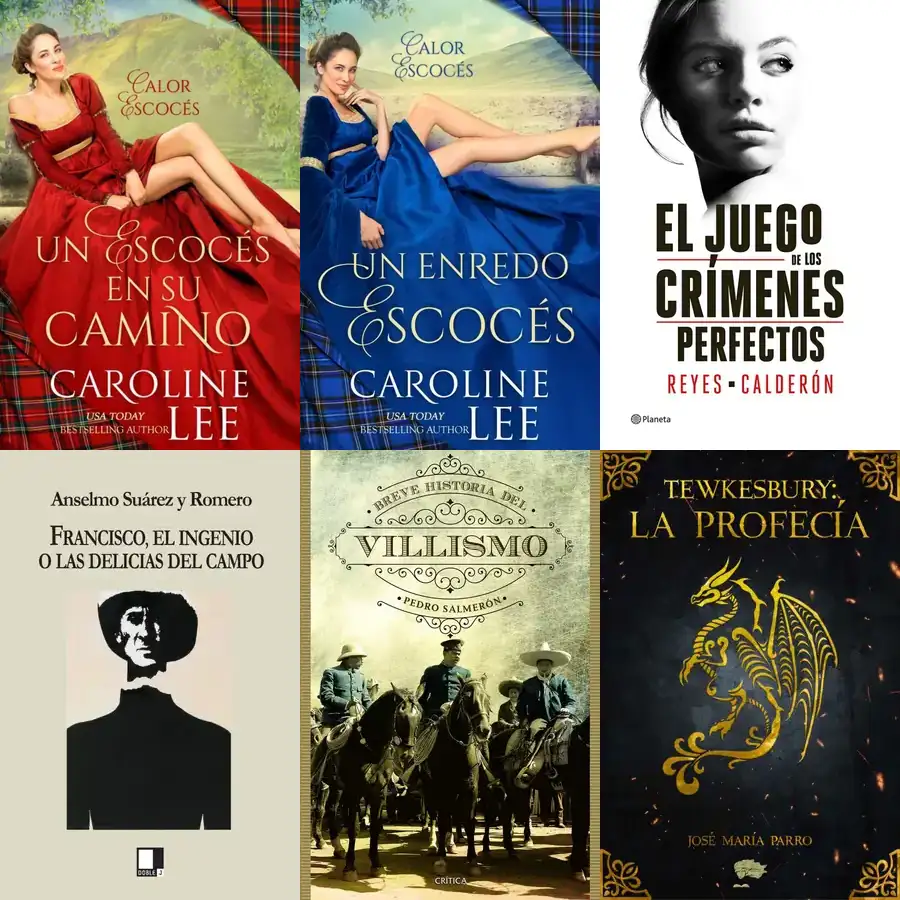 CALOR
ESCOCÉS
UN ESCOCÉS
EN SU
CAMINO
CAROLINE
USA TODAY
BESTSELLING AUTHOR
LEE
CALOR
ESCOCÉS
UN ENREDO
ESCOCÉS
CAROLINE
USA TODAY
BESTSELLING AUTHOR
LEE
EL JUEGO
DE LOS
CRÍMENES
PERFECTOS
REYES CALDERÓN
Planeta
Anselmo Suárez y Romero
FRANCISCO, EL INGENIO
O LAS DELICIAS DEL CAMPO
DOBLE J
BREVE HISTORIA DEL
VILLISMO
PEDRO SALMERÓN
CRÍTICA
TEWKESBURY:
LA PROFECÍA
JOSÉ MARÍA PARRO